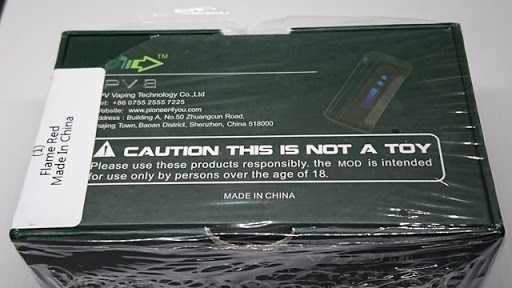 (1)
Flame Red
Made In China
TM
PV 8
PV Vaping Technology Co.,Ltd
Tel: +86 0755 2555 7225
Website: www.pioneer4you.com
Address : Building A, No.50 Zhuangcun Road,
Shajing Town, Baoan District, Shenzhen, China 518000
CAUTION THIS IS NOT A TOY
Please use these products responsibly. the MOD is intended
for use only by persons over the age of 18.
MADE IN CHINA